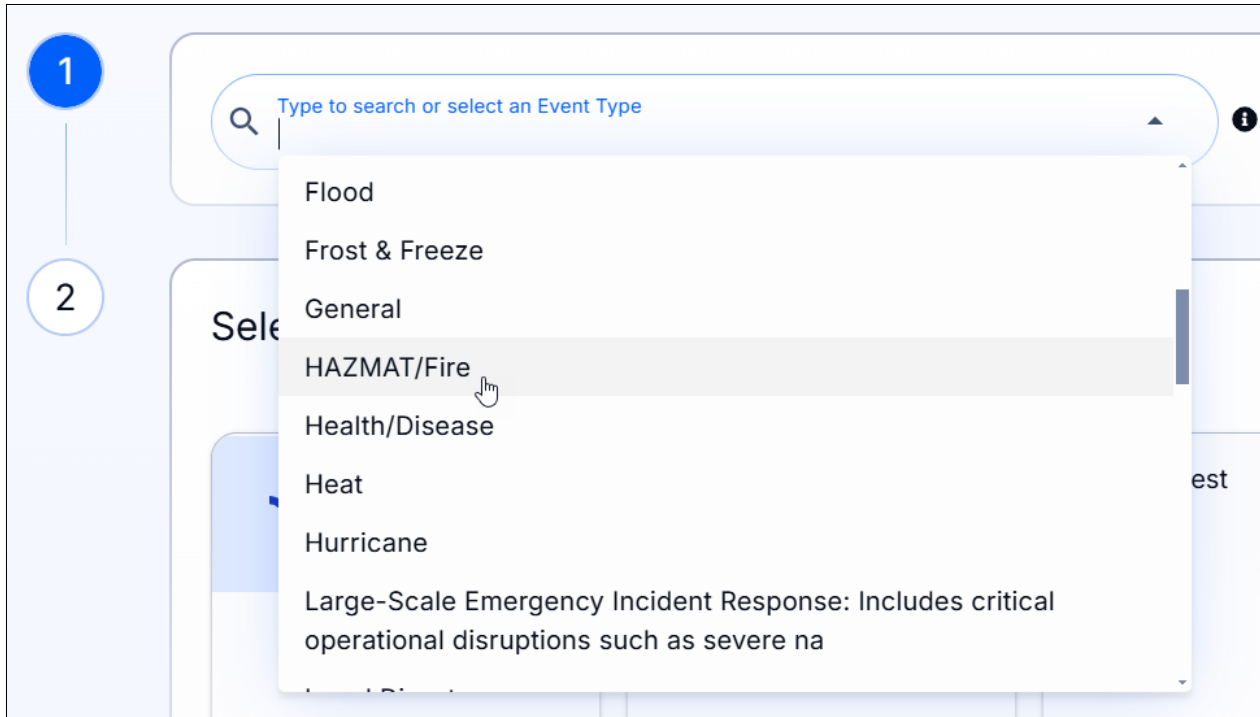 1
Type to search or select an Event Type
Flood
Frost & Freeze
General
2
Sele
HAZMAT/Fire
Health/Disease
Heat
est
Hurricane
Large-Scale Emergency Incident Response: Includes critical
operational disruptions such as severe na